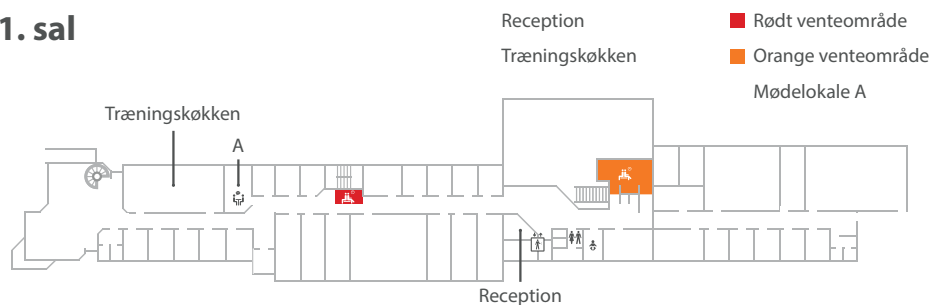 1. sal
Reception
Træningskøkken
Rødt venteområde
Orange venteområde
Mødelokale A
Træningskøkken
A
Reception